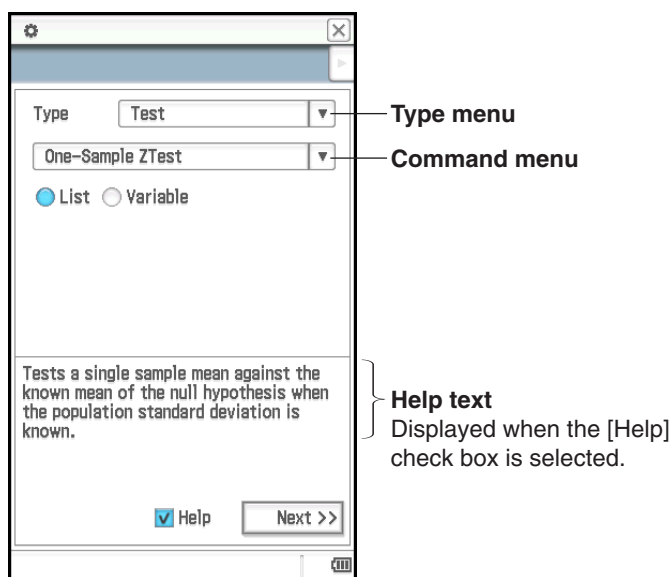 Type Test
Type menu
One-Sample ZTest
Command menu
List Variable
Tests a single sample mean against the
known mean of the null hypothesis when
the population standard deviation is
known.
Help text
Displayed when the [Help]
check box is selected.
Help Next >>